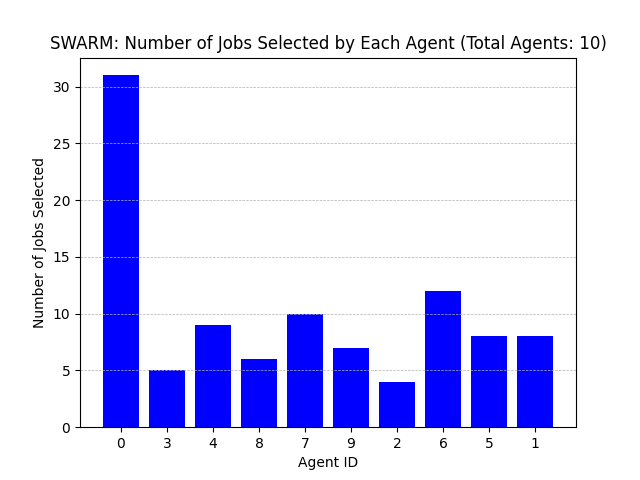 SWARM: Number of Jobs Selected by Each Agent (Total Agents: 10)
30
25
20
15
10
5
0
Number of Jobs Selected
0 3 4 8 7 9 2 6 5 1
Agent ID